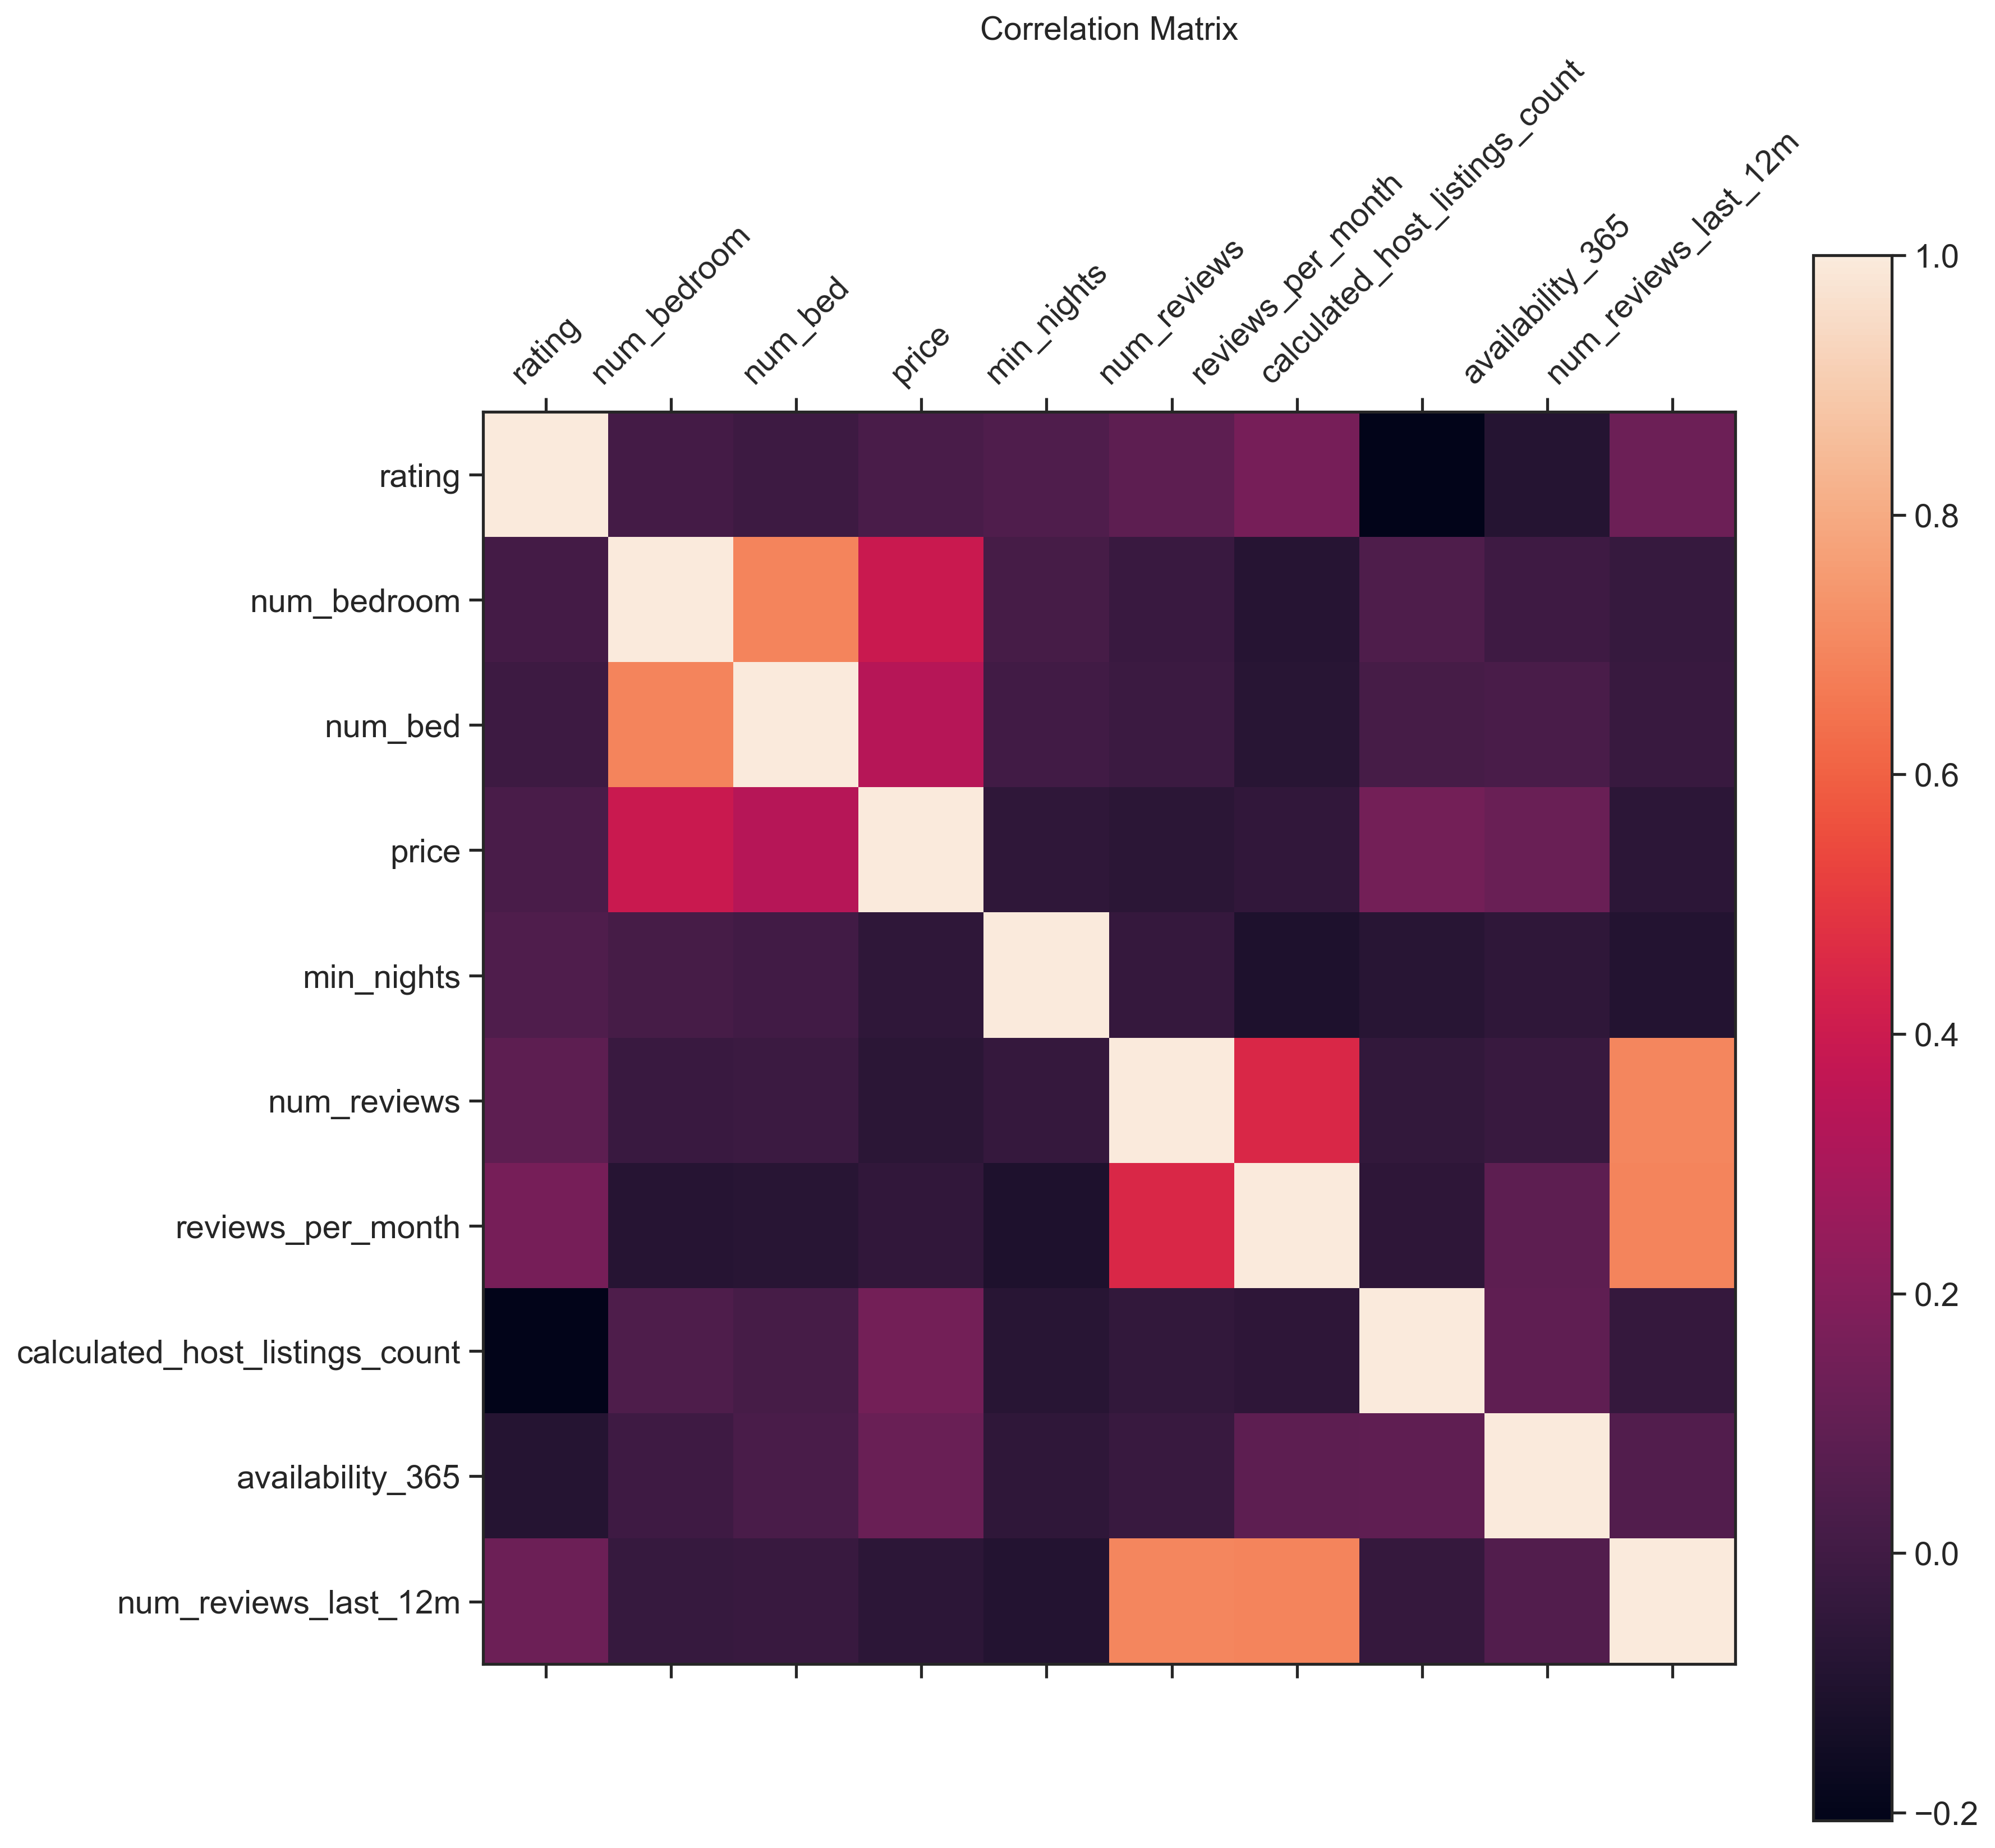 Correlation Matrix
rating
num_bedroom
num_bed
price
min_nights
num_reviews
reviews_per_month
calculated_host_listings_count
availability_365
num_reviews_last_12m
rating
num_bedroom
num_bed
price
min_nights
num_reviews
reviews_per_month
calculated_host_listings_count
availability_365
num_reviews_last_12m
1.0
0.8
0.6
0.4
0.2
0.0
−0.2